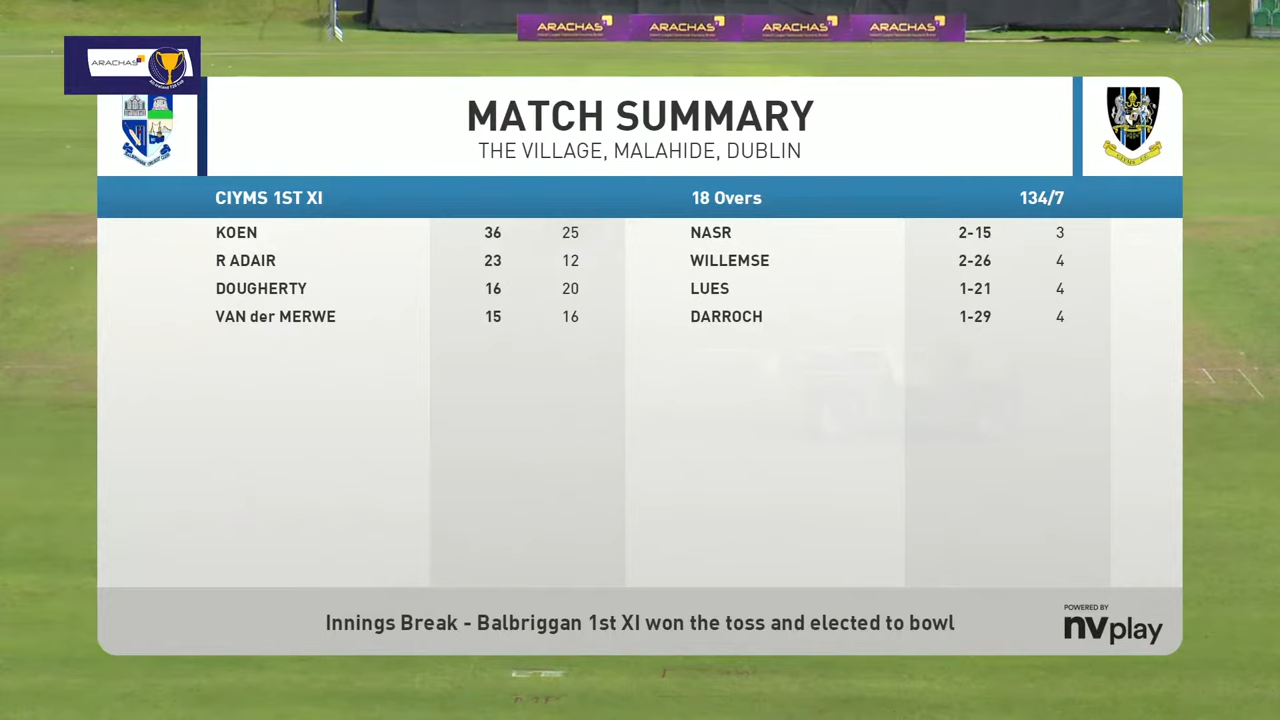 ARACHAS ARACHAS ARACHAS ARACHAS
ARACHAS
MATCH SUMMARY
THE VILLAGE, MALAHIDE, DUBLIN
CIYMS 1ST XI 18 Overs 134/7
KOEN 36 25 NASR 2-15 3
R ADAIR 23 12 WILLEMSE 2-26 4
DOUGHERTY 16 20 LUES 1-21 4
VAN der MERWE 15 16 DARROCH 1-29 4
Innings Break - Balbriggan 1st XI won the toss and elected to bowl
POWERED BY
nvplay